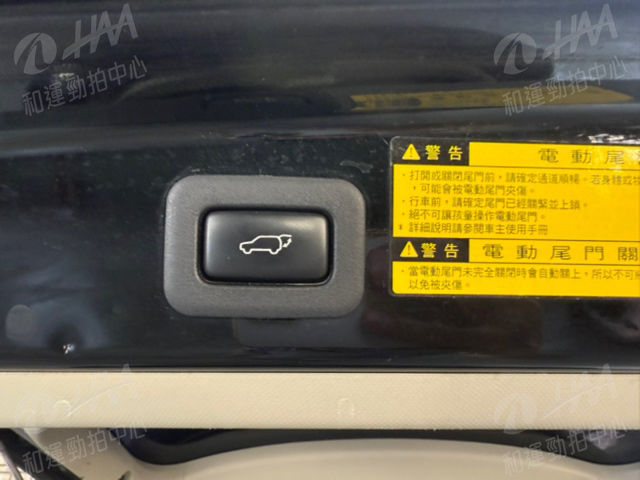 HAA
和運勁拍中心
HAA
和運勁拍中心
警告 電動尾
・打開或關閉尾門前，請確定通道順暢。若身體或
，可能會被電動尾門夾傷。
・行車前，請確定尾門已經關緊並上鎖。
・絕不可讓孩童操作電動尾門。
＊詳細說明請參閱車主使用手冊
警告 電動尾門關
・當電動尾門未完全關閉時會自動關上，所以不可
以免被夾傷。
HAA
和運勁拍中心
HAA
和運勁拍中心